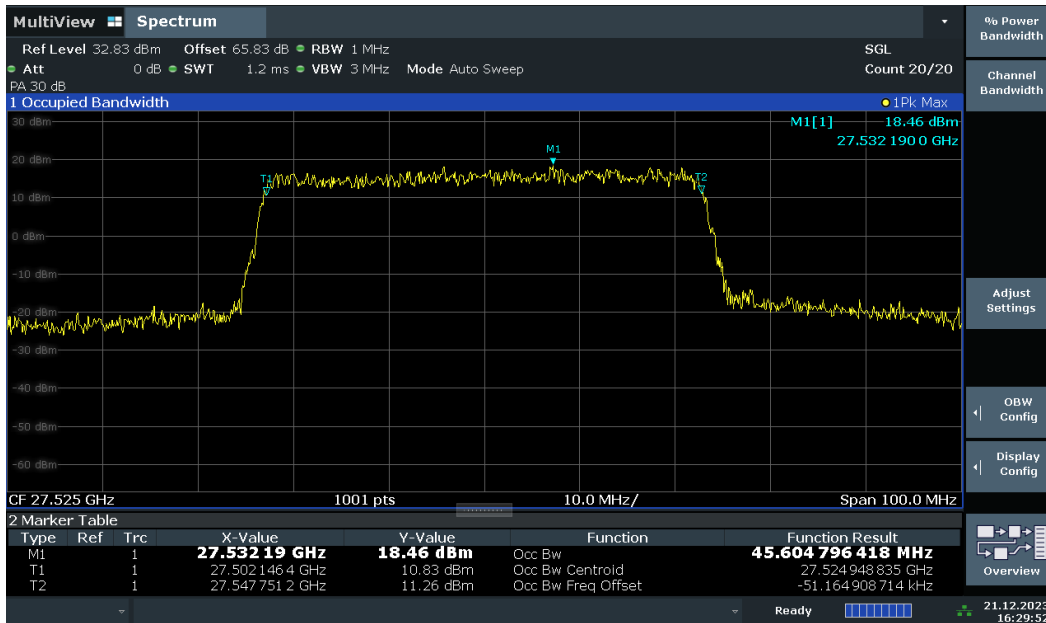 MultiView Spectrum
Ref Level 32.83 dBm Offset 65.83 dB RBW 1 MHz SGL
Att 0 dB SWT 1.2 ms VBW 3 MHz Mode Auto Sweep Count 20/20
PA 30 dB
1 Occupied Bandwidth 1Pk Max
30 dBm M1[1] 18.46 dBm
27.532 190 0 GHz
M1
20 dBm
T1 T2
10 dBm
0 dBm
-10 dBm
-20 dBm
-30 dBm
-40 dBm
-50 dBm
-60 dBm
CF 27.525 GHz 1001 pts 10.0 MHz/ Span 100.0 MHz
2 Marker Table
Type Ref Trc X-Value Y-Value Function Function Result
M1 1 27.532 19 GHz 18.46 dBm Occ Bw 45.604 796 418 MHz
T1 1 27.502 146 4 GHz 10.83 dBm Occ Bw Centroid 27.524 948 835 GHz
T2 1 27.547 751 2 GHz 11.26 dBm Occ Bw Freq Offset -51.164 908 714 kHz
Ready 21.12.2023
16:29:52
% Power
Bandwidth
Channel
Bandwidth
Adjust
Settings
OBW
Config
Display
Config
Overview